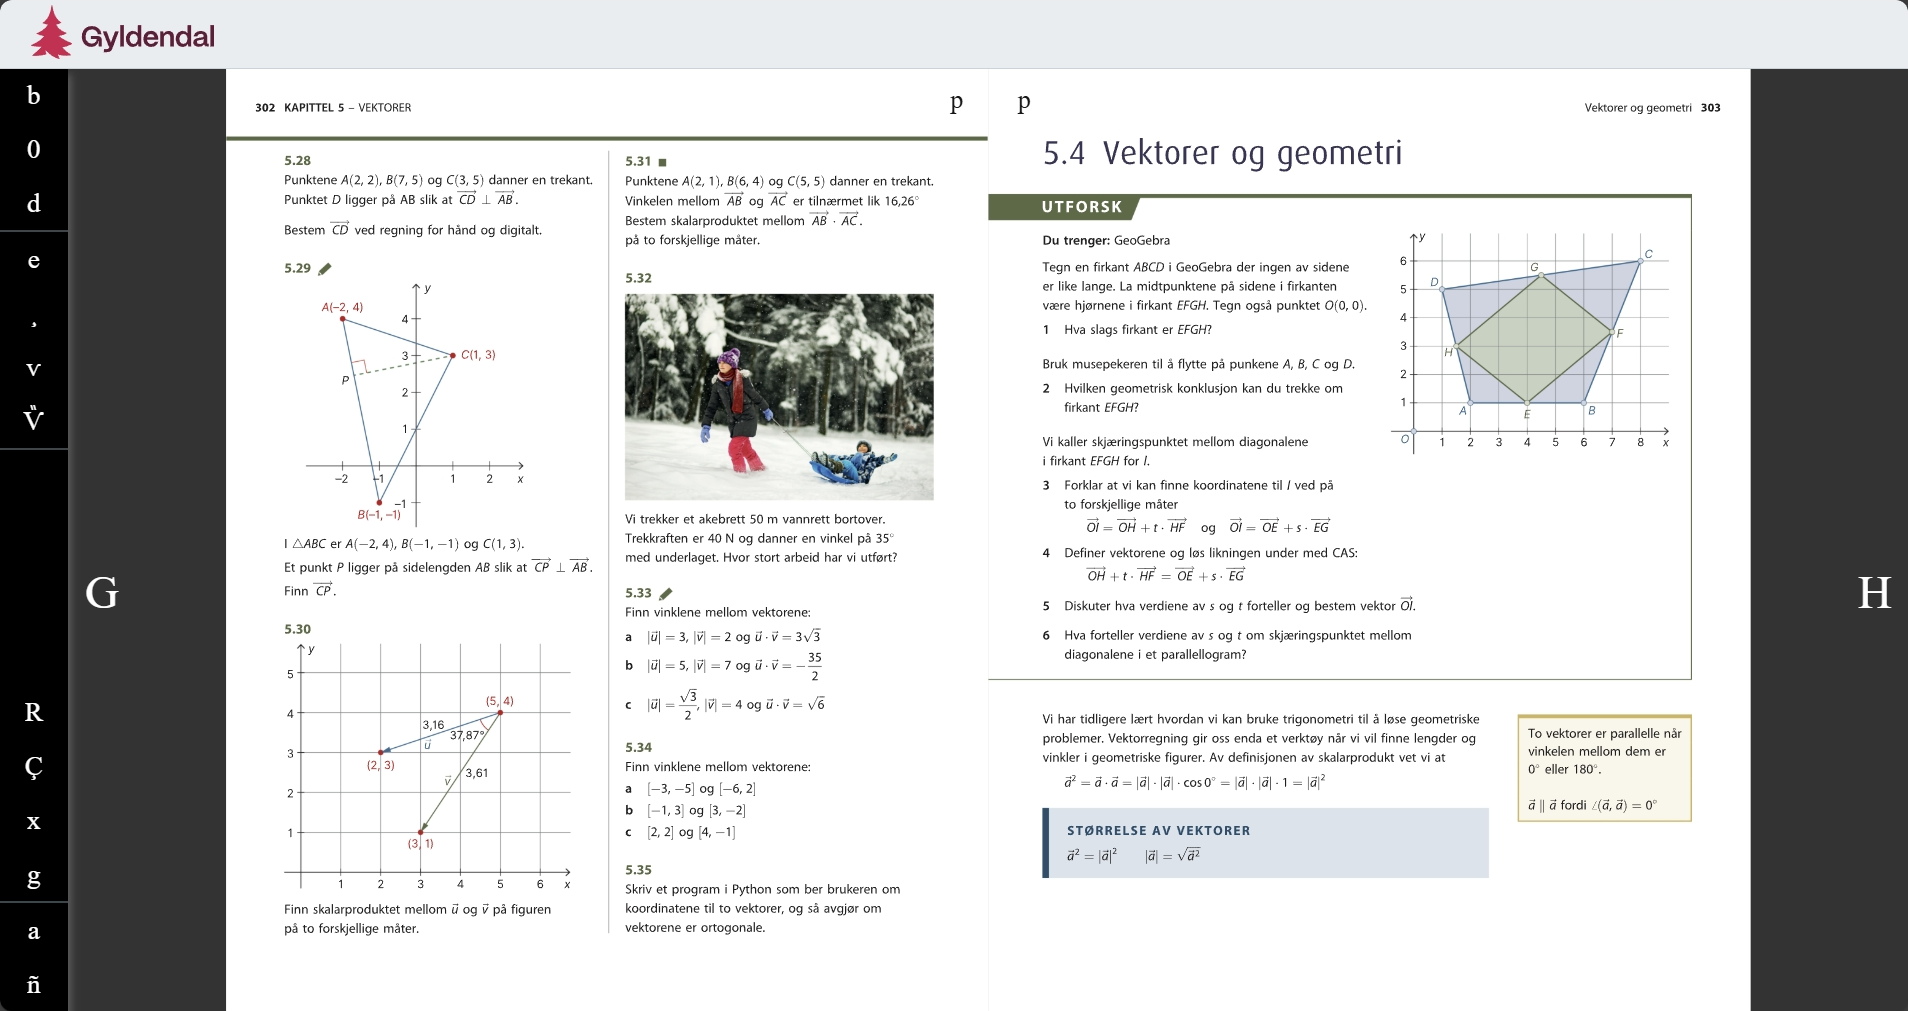 Gyldendal
b
0
d
e
¸
v
Ѷ
R
Ç
x
g
a
ñ
G
H
302 KAPITTEL 5 – VEKTORER
p
5.28
Punktene A(2, 2), B(7, 5) og C(3, 5) danner en trekant.
Punktet D ligger på AB slik at $\overrightarrow{CD} \perp \overrightarrow{AB}$.
Bestem $\overrightarrow{CD}$ ved regning for hånd og digitalt.
5.29
A(–2, 4)
y
4
3
C(1, 3)
P
2
1
–2
–1
1
2
x
–1
B(–1, –1)
I △ABC er A(−2, 4), B(−1, −1) og C(1, 3).
Et punkt P ligger på sidelengden AB slik at $\overrightarrow{CP} \perp \overrightarrow{AB}$.
Finn $\overrightarrow{CP}$.
5.30
y
5
4
3
2
1
(5, 4)
3,16
37,87°
$\vec{u}$
(2, 3)
$\vec{v}$
3,61
(3, 1)
1 2 3 4 5 6 x
Finn skalarproduktet mellom $\vec{u}$ og $\vec{v}$ på figuren
på to forskjellige måter.
5.31
Punktene A(2, 1), B(6, 4) og C(5, 5) danner en trekant.
Vinkelen mellom $\overrightarrow{AB}$ og $\overrightarrow{AC}$ er tilnærmet lik 16,26°
Bestem skalarproduktet mellom $\overrightarrow{AB} \cdot \overrightarrow{AC}$.
på to forskjellige måter.
5.32
Vi trekker et akebrett 50 m vannrett bortover.
Trekkraften er 40 N og danner en vinkel på 35°
med underlaget. Hvor stort arbeid har vi utført?
5.33
Finn vinklene mellom vektorene:
a $|\vec{u}| = 3, |\vec{v}| = 2$ og $\vec{u} \cdot \vec{v} = 3\sqrt{3}$
b $|\vec{u}| = 5, |\vec{v}| = 7$ og $\vec{u} \cdot \vec{v} = -\frac{35}{2}$
c $|\vec{u}| = \frac{\sqrt{3}}{2}, |\vec{v}| = 4$ og $\vec{u} \cdot \vec{v} = \sqrt{6}$
5.34
Finn vinklene mellom vektorene:
a [−3, −5] og [−6, 2]
b [−1, 3] og [3, −2]
c [2, 2] og [4, −1]
5.35
Skriv et program i Python som ber brukeren om
koordinatene til to vektorer, og så avgjør om
vektorene er ortogonale.
p
Vektorer og geometri 303
5.4 Vektorer og geometri
UTFORSK
Du trenger: GeoGebra
Tegn en firkant ABCD i GeoGebra der ingen av sidene
er like lange. La midtpunktene på sidene i firkanten
være hjørnene i firkant EFGH. Tegn også punktet O(0, 0).
1 Hva slags firkant er EFGH?
Bruk musepekeren til å flytte på punkene A, B, C og D.
2 Hvilken geometrisk konklusjon kan du trekke om
firkant EFGH?
Vi kaller skjæringspunktet mellom diagonalene
i firkant EFGH for I.
3 Forklar at vi kan finne koordinatene til I ved på
to forskjellige måter
$\overrightarrow{OI} = \overrightarrow{OH} + t \cdot \overrightarrow{HF}$ og $\overrightarrow{OI} = \overrightarrow{OE} + s \cdot \overrightarrow{EG}$
4 Definer vektorene og løs likningen under med CAS:
$\overrightarrow{OH} + t \cdot \overrightarrow{HF} = \overrightarrow{OE} + s \cdot \overrightarrow{EG}$
5 Diskuter hva verdiene av s og t forteller og bestem vektor $\overrightarrow{OI}$.
6 Hva forteller verdiene av s og t om skjæringspunktet mellom
diagonalene i et parallellogram?
y
6
5
4
3
2
1
C
G
D
F
H
A
E
B
O
1 2 3 4 5 6 7 8 x
Vi har tidligere lært hvordan vi kan bruke trigonometri til å løse geometriske
problemer. Vektorregning gir oss enda et verktøy når vi vil finne lengder og
vinkler i geometriske figurer. Av definisjonen av skalarprodukt vet vi at
$\vec{a}^2 = \vec{a} \cdot \vec{a} = |\vec{a}| \cdot |\vec{a}| \cdot \cos 0° = |\vec{a}| \cdot |\vec{a}| \cdot 1 = |\vec{a}|^2$
STØRRELSE AV VEKTORER
$\vec{a}^2 = |\vec{a}|^2$ $|\vec{a}| = \sqrt{\vec{a}^2}$
To vektorer er parallelle når
vinkelen mellom dem er
0° eller 180°.
$\vec{a} \parallel \vec{a}$ fordi $\angle(\vec{a}, \vec{a}) = 0°$